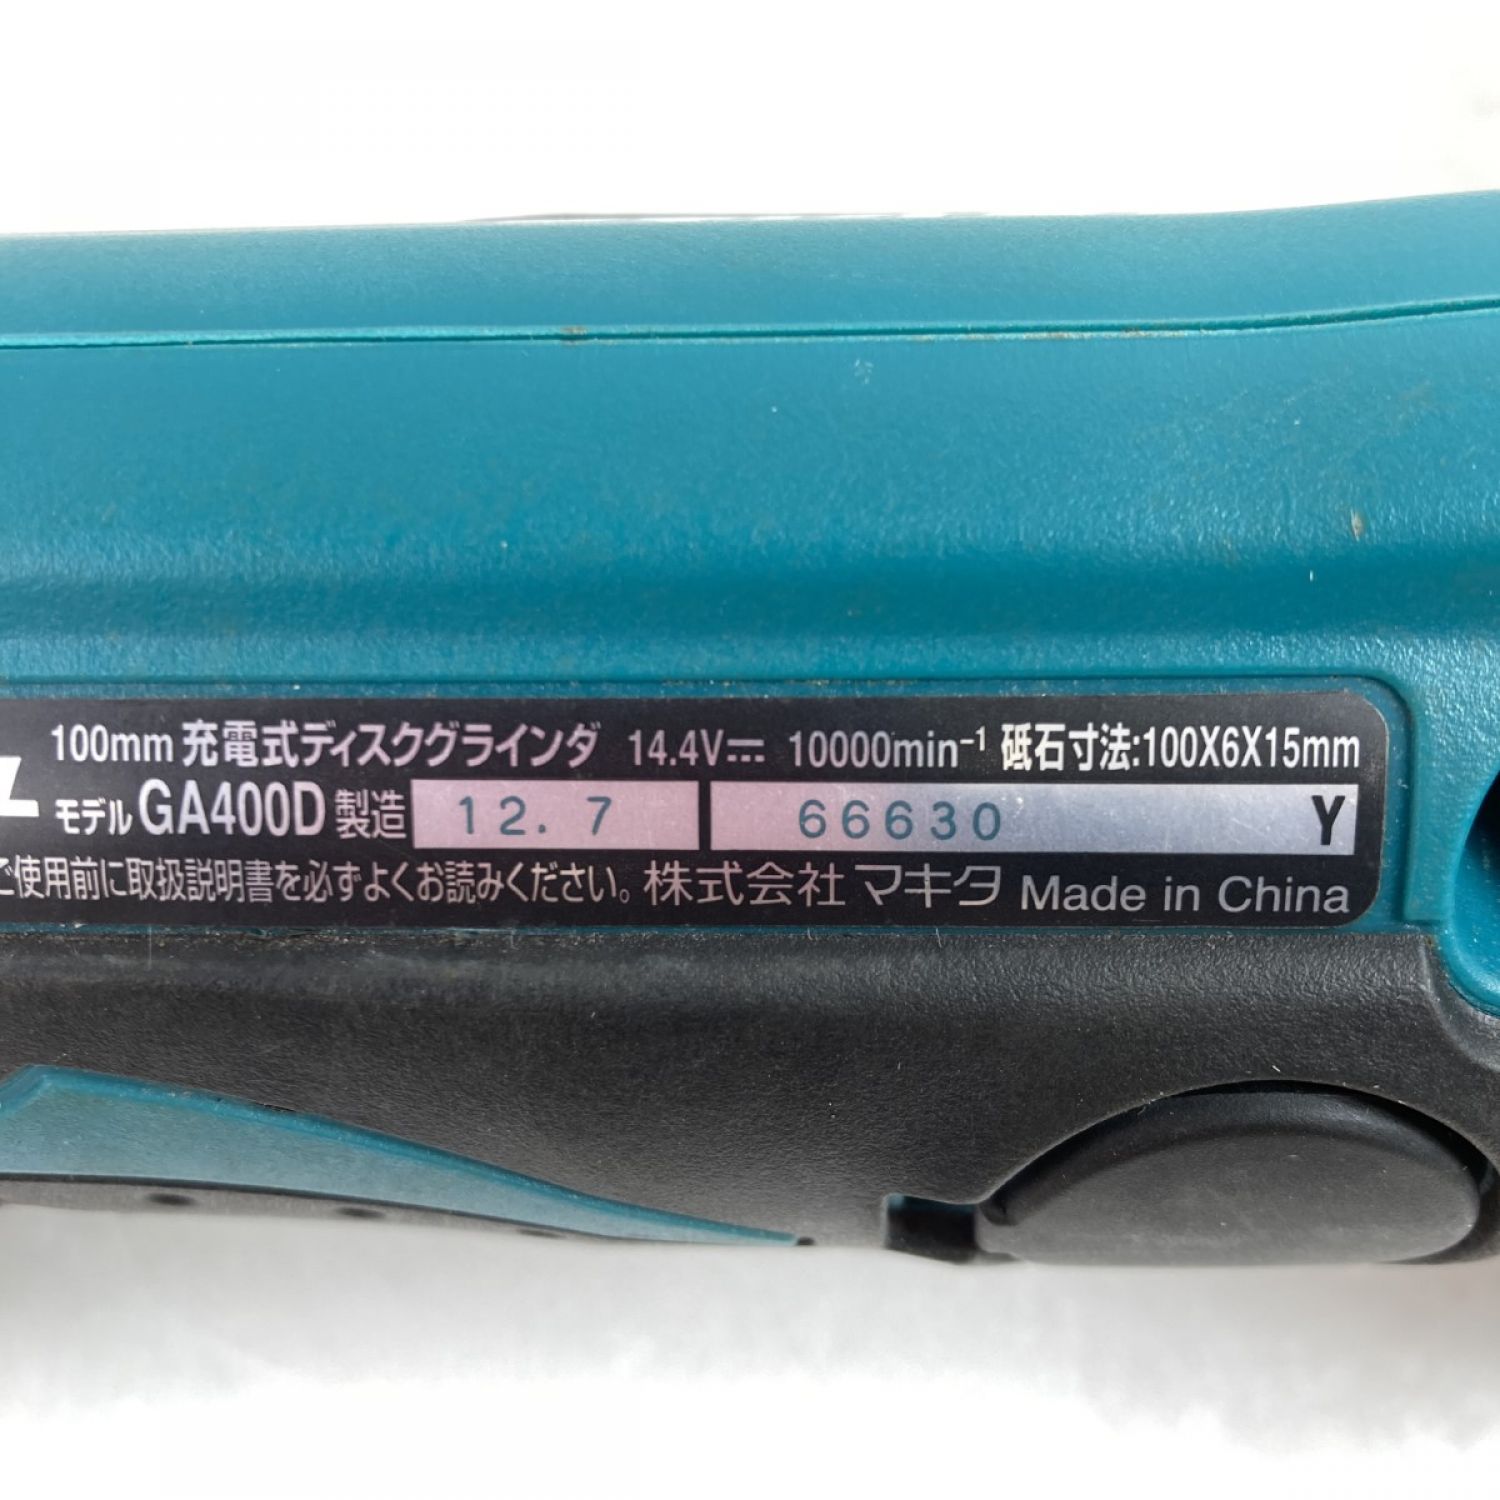 100mm 充電式ディスクグラインダ 14.4V⎓ 10000min⁻¹ 砥石寸法:100X6X15mm
モデル GA400D 製造 12.7 66630 Y
ご使用前に取扱説明書を必ずよくお読みください。株式会社 マキタ Made in China